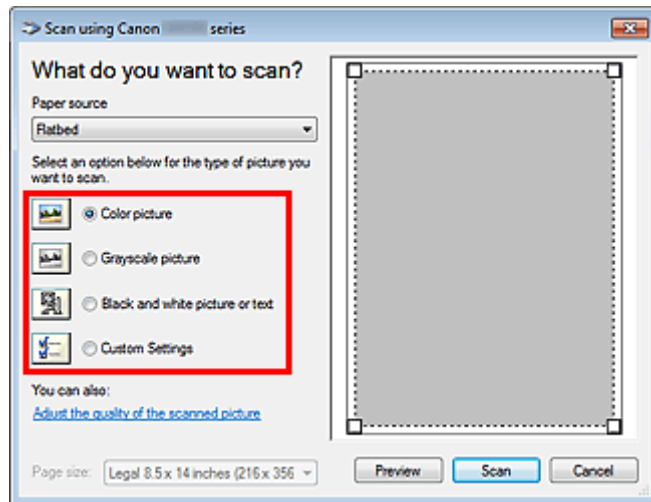 Scan using Canon series
What do you want to scan?
Paper source
Flatbed
Select an option below for the type of picture you
want to scan.
Color picture
Grayscale picture
Black and white picture or text
Custom Settings
You can also:
Adjust the quality of the scanned picture
Page size: Legal 8.5 x 14 inches (216 x 356
Preview Scan Cancel